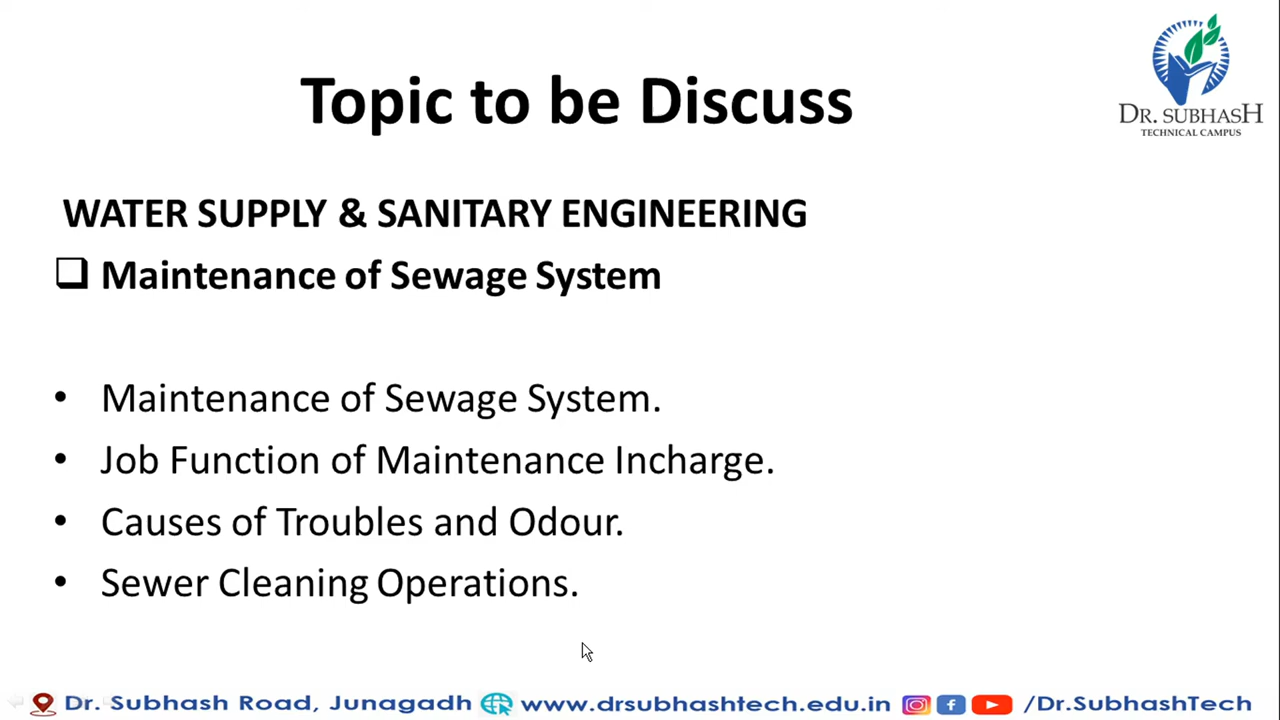 Topic to be Discuss
DR. SUBHASH
TECHNICAL CAMPUS
WATER SUPPLY & SANITARY ENGINEERING
❑ Maintenance of Sewage System
• Maintenance of Sewage System.
• Job Function of Maintenance Incharge.
• Causes of Troubles and Odour.
• Sewer Cleaning Operations.
Dr. Subhash Road, Junagadh www.drsubhashtech.edu.in /Dr.SubhashTech